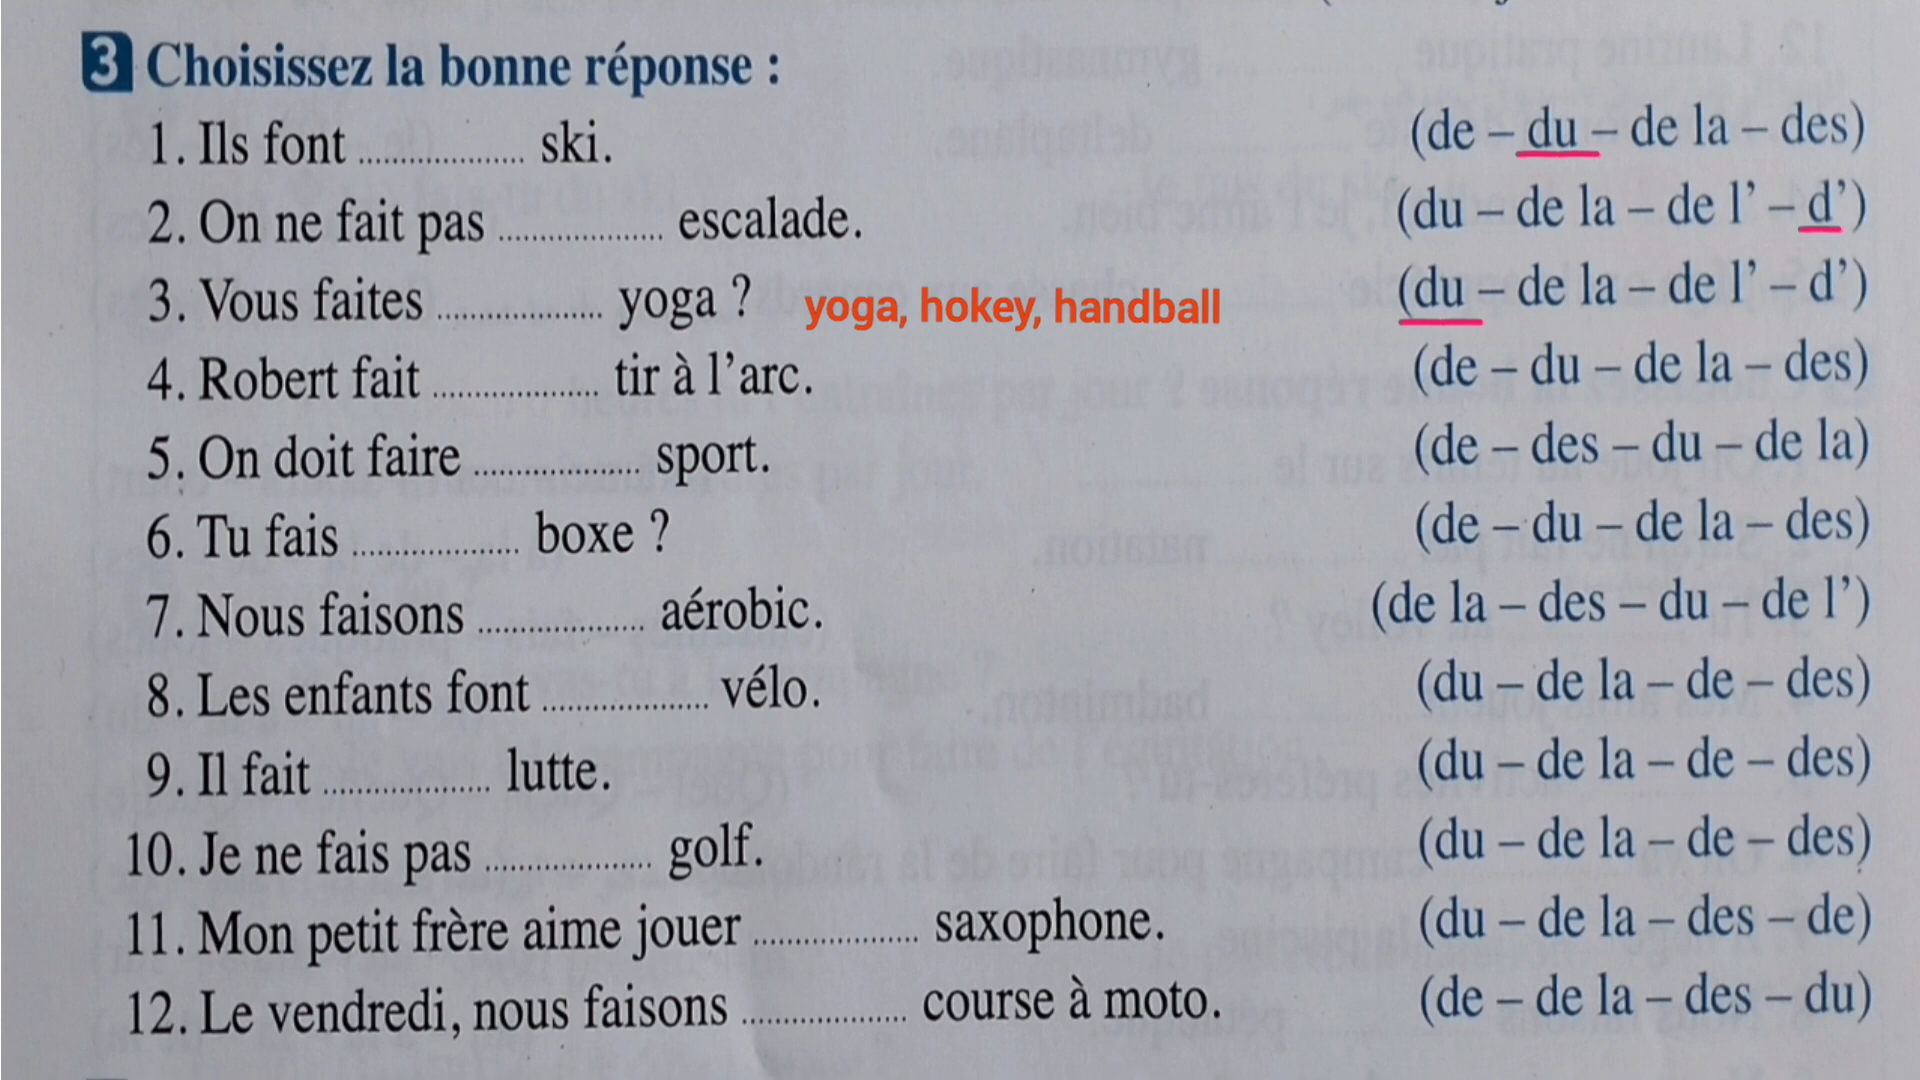 3 Choisissez la bonne réponse :
1. Ils font .................. ski. (de – du – de la – des)
2. On ne fait pas .................. escalade. (du – de la – de l' – d')
3. Vous faites .................. yoga ? yoga, hokey, handball (du – de la – de l' – d')
4. Robert fait .................. tir à l'arc. (de – du – de la – des)
5. On doit faire .................. sport. (de – des – du – de la)
6. Tu fais .................. boxe ? (de – du – de la – des)
7. Nous faisons .................. aérobic. (de la – des – du – de l')
8. Les enfants font .................. vélo. (du – de la – de – des)
9. Il fait .................. lutte. (du – de la – de – des)
10. Je ne fais pas .................. golf. (du – de la – de – des)
11. Mon petit frère aime jouer .................. saxophone. (du – de la – des – de)
12. Le vendredi, nous faisons .................. course à moto. (de – de la – des – du)